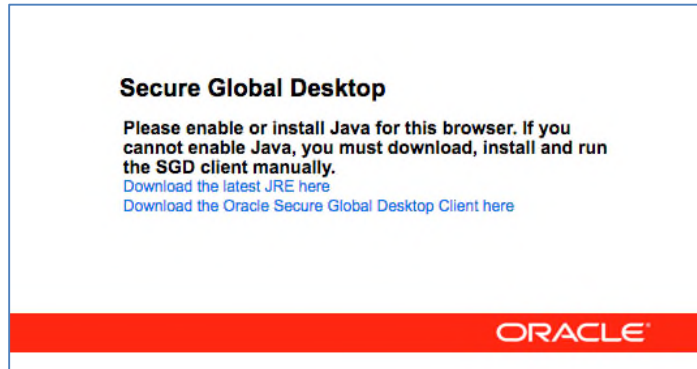 Secure Global Desktop
Please enable or install Java for this browser. If you
cannot enable Java, you must download, install and run
the SGD client manually.
Download the latest JRE here
Download the Oracle Secure Global Desktop Client here
ORACLE